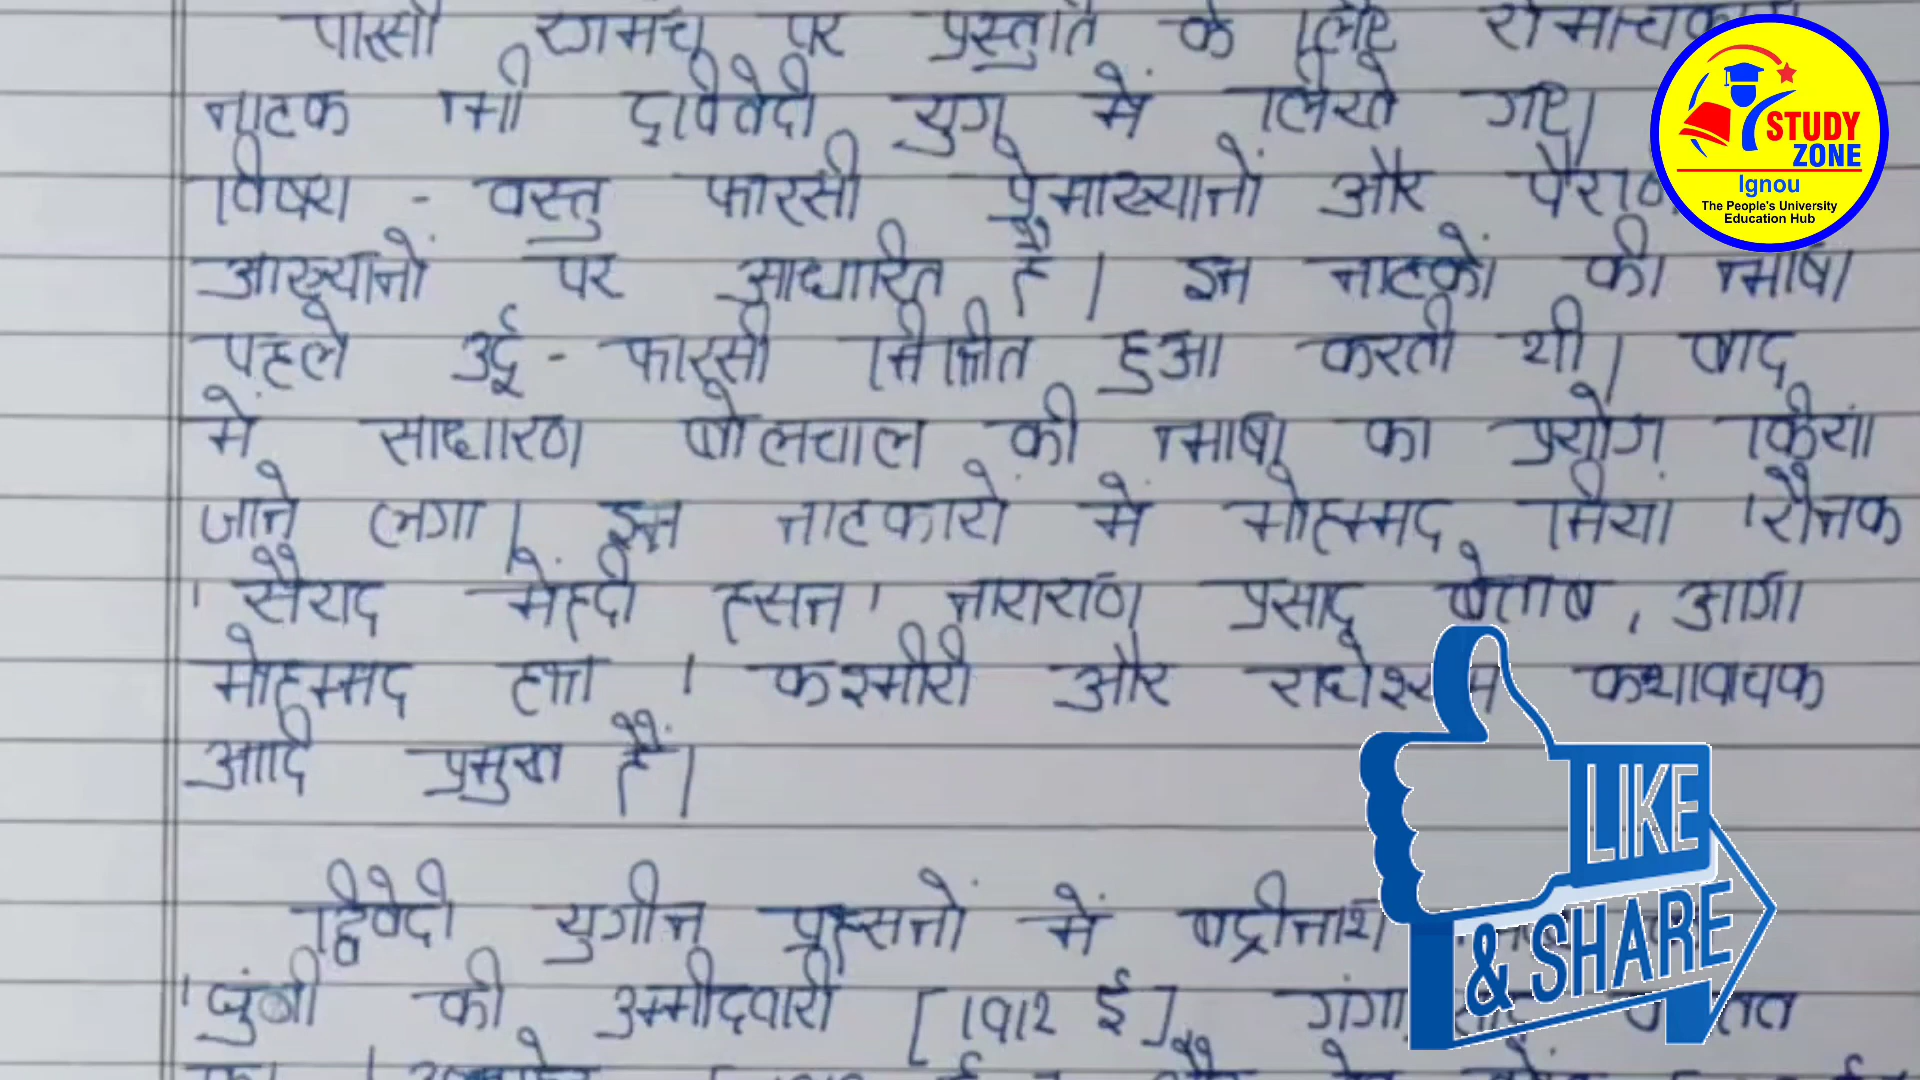 पारसी रंगमंच पर प्रस्तुति के लिए
नाटक भी द्विवेदी युग में लिखे गए।
विषय - वस्तु फारसी प्रेमाख्यानों और
आख्यानों पर आधारित है। इन नाटकों की भाषा
पहले उर्दू - फारसी मिश्रित हुआ करती थी। बाद
में साधारण बोलचाल की भाषा का प्रयोग किया
जाने लगा। इन नाटकारों में मोहम्मद मियां 'रौनक
' सैयद मेंहदी हसन' नारायण प्रसाद बेताब, आगा
मोहम्मद हश्र ' कश्मीरी और राधेश्याम कथावाचक
आदि प्रमुख हैं।
द्विवेदी युगीन प्रहसनों में बद्रीनाथ
'चुंगी की उम्मीदवारी [1912 ई]
STUDY
ZONE
Ignou
The People's University
Education Hub
LIKE
& SHARE